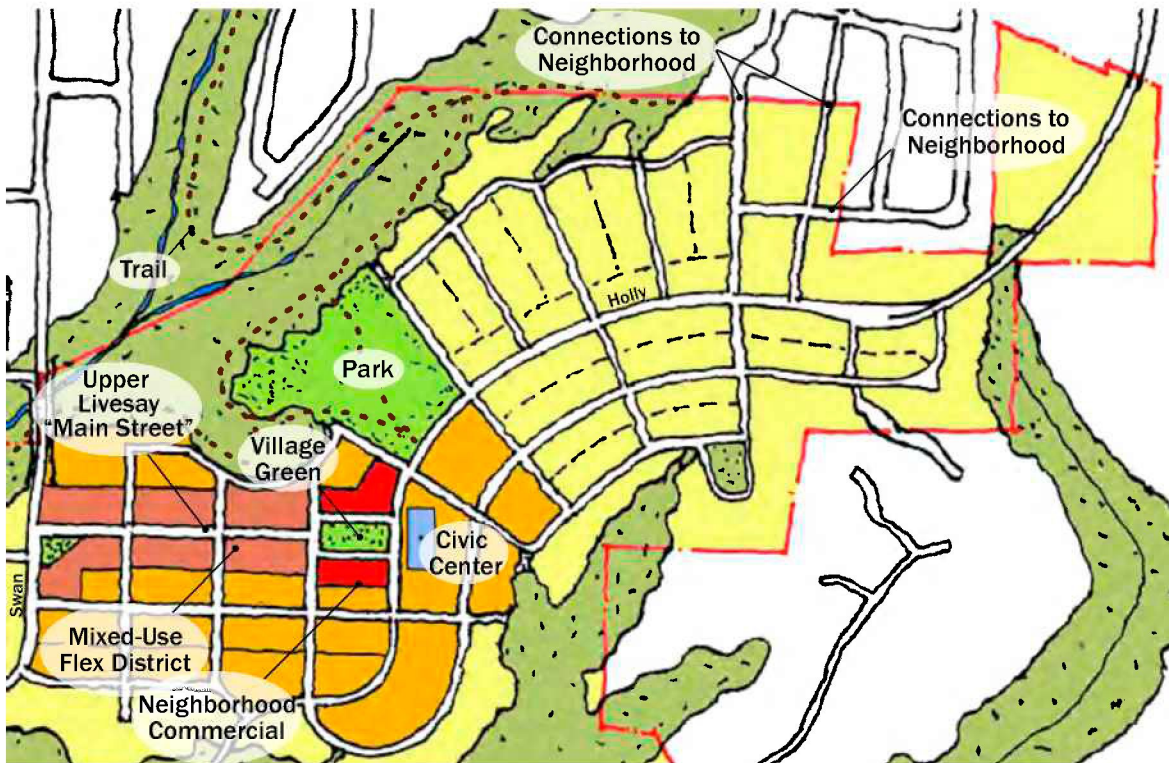 Connections to
Neighborhood
Connections to
Neighborhood
Trail
Holly
Park
Upper
Livesay
"Main Street"
Village
Green
Civic
Center
Swan
Mixed-Use
Flex District
Neighborhood
Commercial